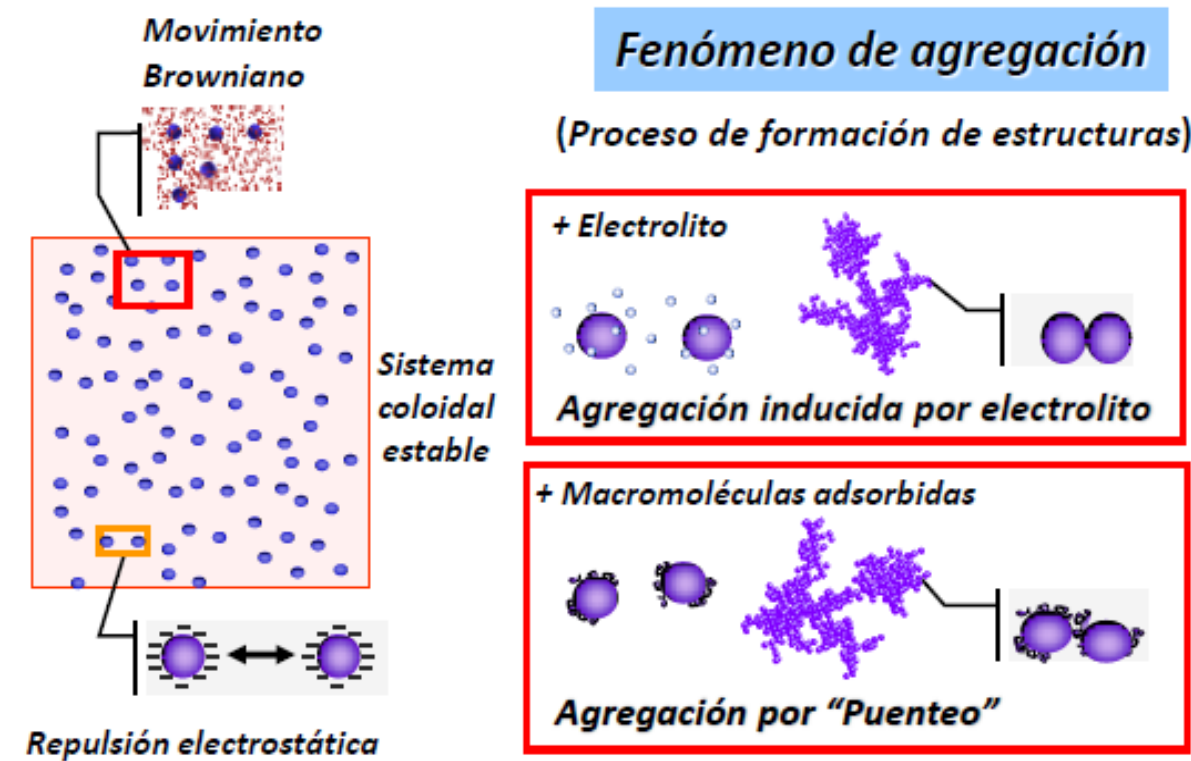 Movimiento
Browniano
Sistema
coloidal
estable
Repulsión electrostática
Fenómeno de agregación
(Proceso de formación de estructuras)
+ Electrolito
Agregación inducida por electrolito
+ Macromoléculas adsorbidas
Agregación por “Puenteo”